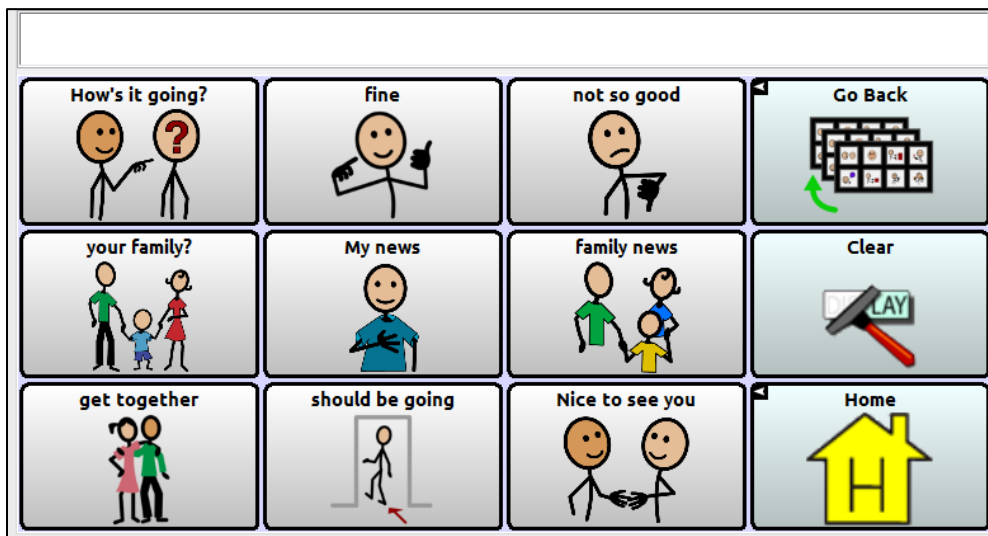 How's it going?
fine
not so good
Go Back
?
your family?
My news
family news
Clear
LAY
get together
should be going
Nice to see you
Home
H